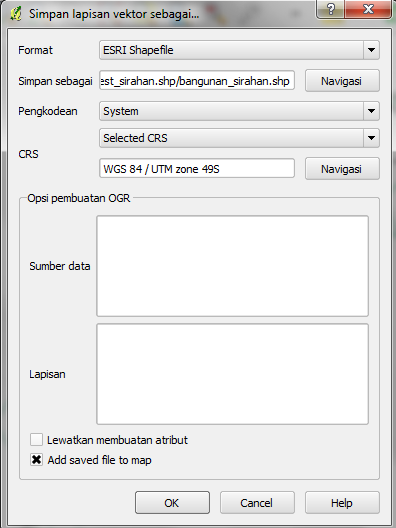 Simpan lapisan vektor sebagai...
Format ESRI Shapefile
Simpan sebagai est_sirahan.shp/bangunan_sirahan.shp Navigasi
Pengkodean System
Selected CRS
CRS
WGS 84 / UTM zone 49S Navigasi
Opsi pembuatan OGR
Sumber data
Lapisan
Lewatkan membuatan atribut
Add saved file to map
OK Cancel Help